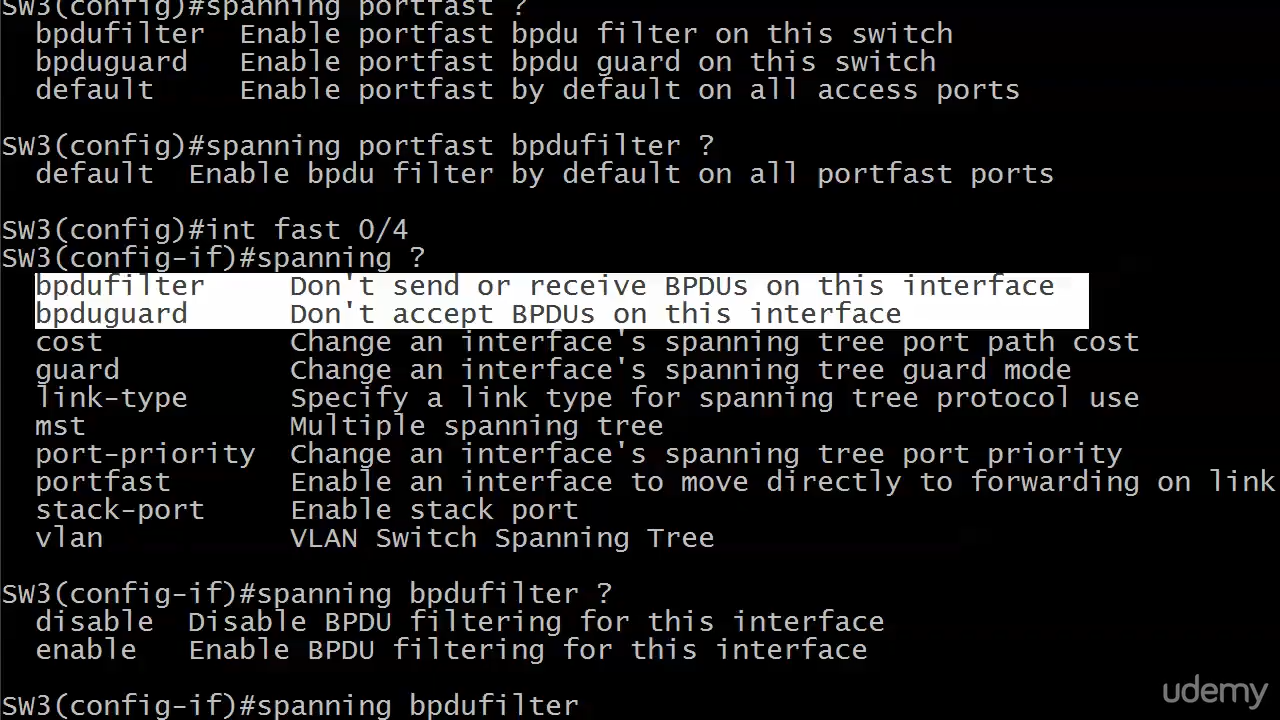 SW3(config)#spanning portfast ?
bpdufilter Enable portfast bpdu filter on this switch
bpduguard Enable portfast bpdu guard on this switch
default Enable portfast by default on all access ports
SW3(config)#spanning portfast bpdufilter ?
default Enable bpdu filter by default on all portfast ports
SW3(config)#int fast 0/4
SW3(config-if)#spanning ?
bpdufilter Don't send or receive BPDUs on this interface
bpduguard Don't accept BPDUs on this interface
cost Change an interface's spanning tree port path cost
guard Change an interface's spanning tree guard mode
link-type Specify a link type for spanning tree protocol use
mst Multiple spanning tree
port-priority Change an interface's spanning tree port priority
portfast Enable an interface to move directly to forwarding on link
stack-port Enable stack port
vlan VLAN Switch Spanning Tree
SW3(config-if)#spanning bpdufilter ?
disable Disable BPDU filtering for this interface
enable Enable BPDU filtering for this interface
SW3(config-if)#spanning bpdufilter
udemy